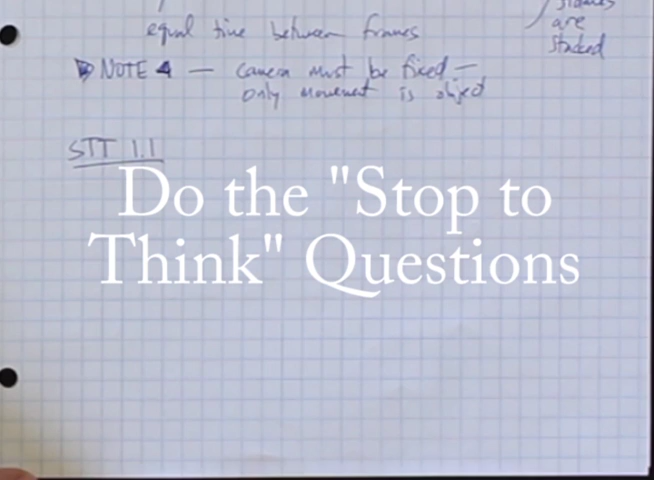 frames
are
stacked
equal time between frames
NOTE 4 — camera must be fixed —
only movement is object
STT 1.1
Do the "Stop to
Think" Questions